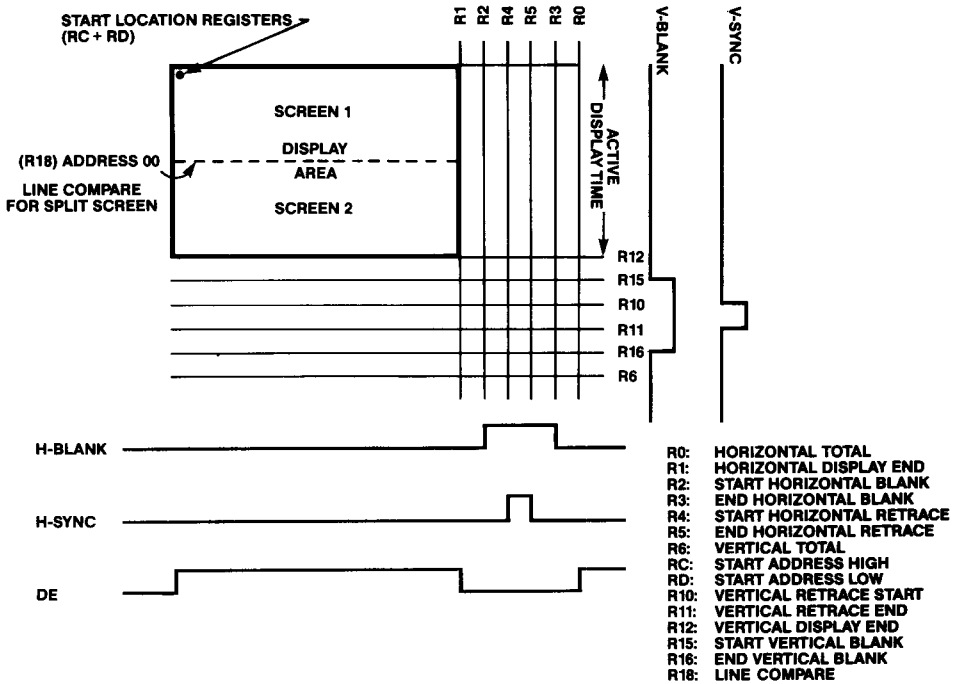 START LOCATION REGISTERS
(RC + RD)
R1
R2
R4
R5
R3
R0
V-BLANK
V-SYNC
SCREEN 1
DISPLAY
AREA
SCREEN 2
(R18) ADDRESS 00
LINE COMPARE
FOR SPLIT SCREEN
ACTIVE
DISPLAY TIME
R12
R15
R10
R11
R16
R6
H-BLANK
H-SYNC
DE
R0: HORIZONTAL TOTAL
R1: HORIZONTAL DISPLAY END
R2: START HORIZONTAL BLANK
R3: END HORIZONTAL BLANK
R4: START HORIZONTAL RETRACE
R5: END HORIZONTAL RETRACE
R6: VERTICAL TOTAL
RC: START ADDRESS HIGH
RD: START ADDRESS LOW
R10: VERTICAL RETRACE START
R11: VERTICAL RETRACE END
R12: VERTICAL DISPLAY END
R15: START VERTICAL BLANK
R16: END VERTICAL BLANK
R18: LINE COMPARE